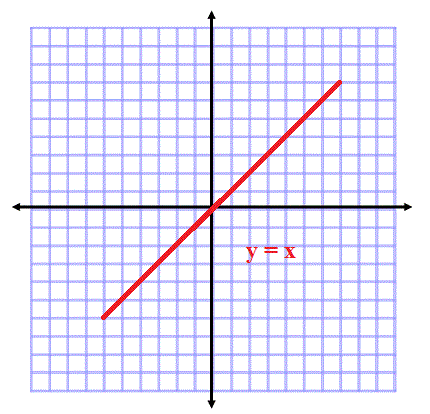 y = x